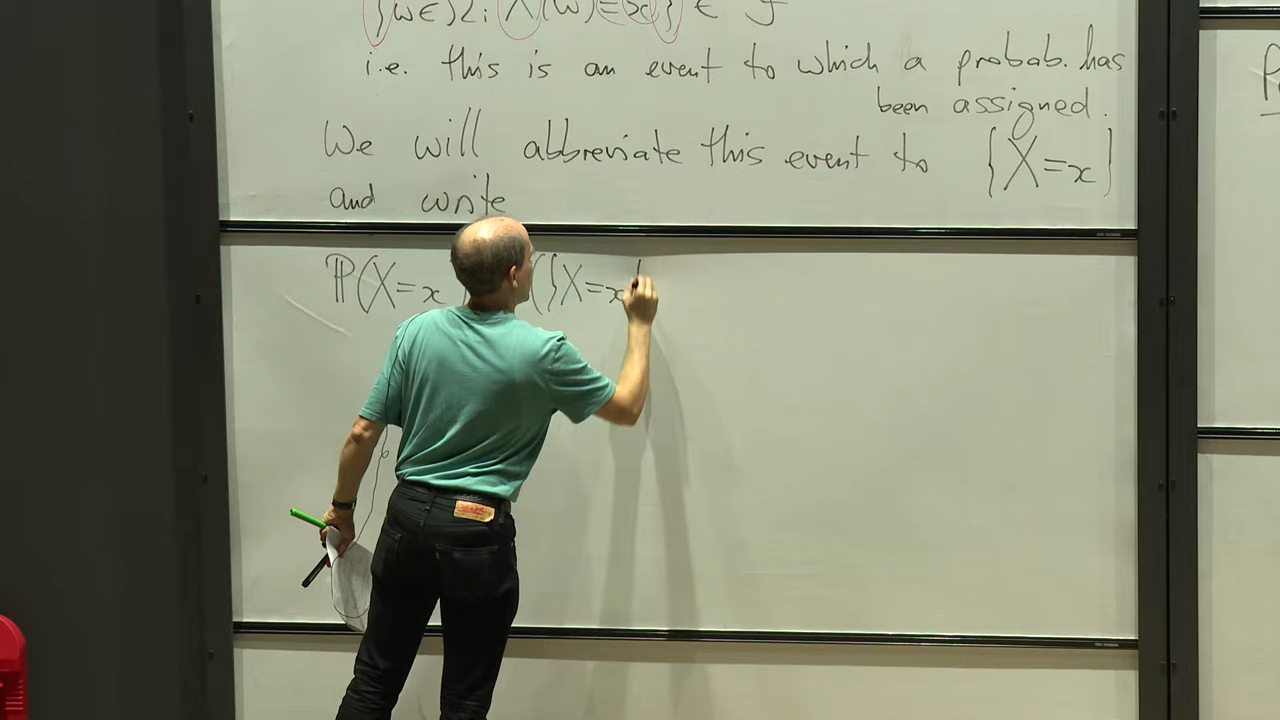 {ω∈Ω: X(ω)=x} ∈ F
i.e. this is an event to which a probab. has
been assigned.
We will abbreviate this event to {X=x}
and write
ℙ(X=x) ({X=x